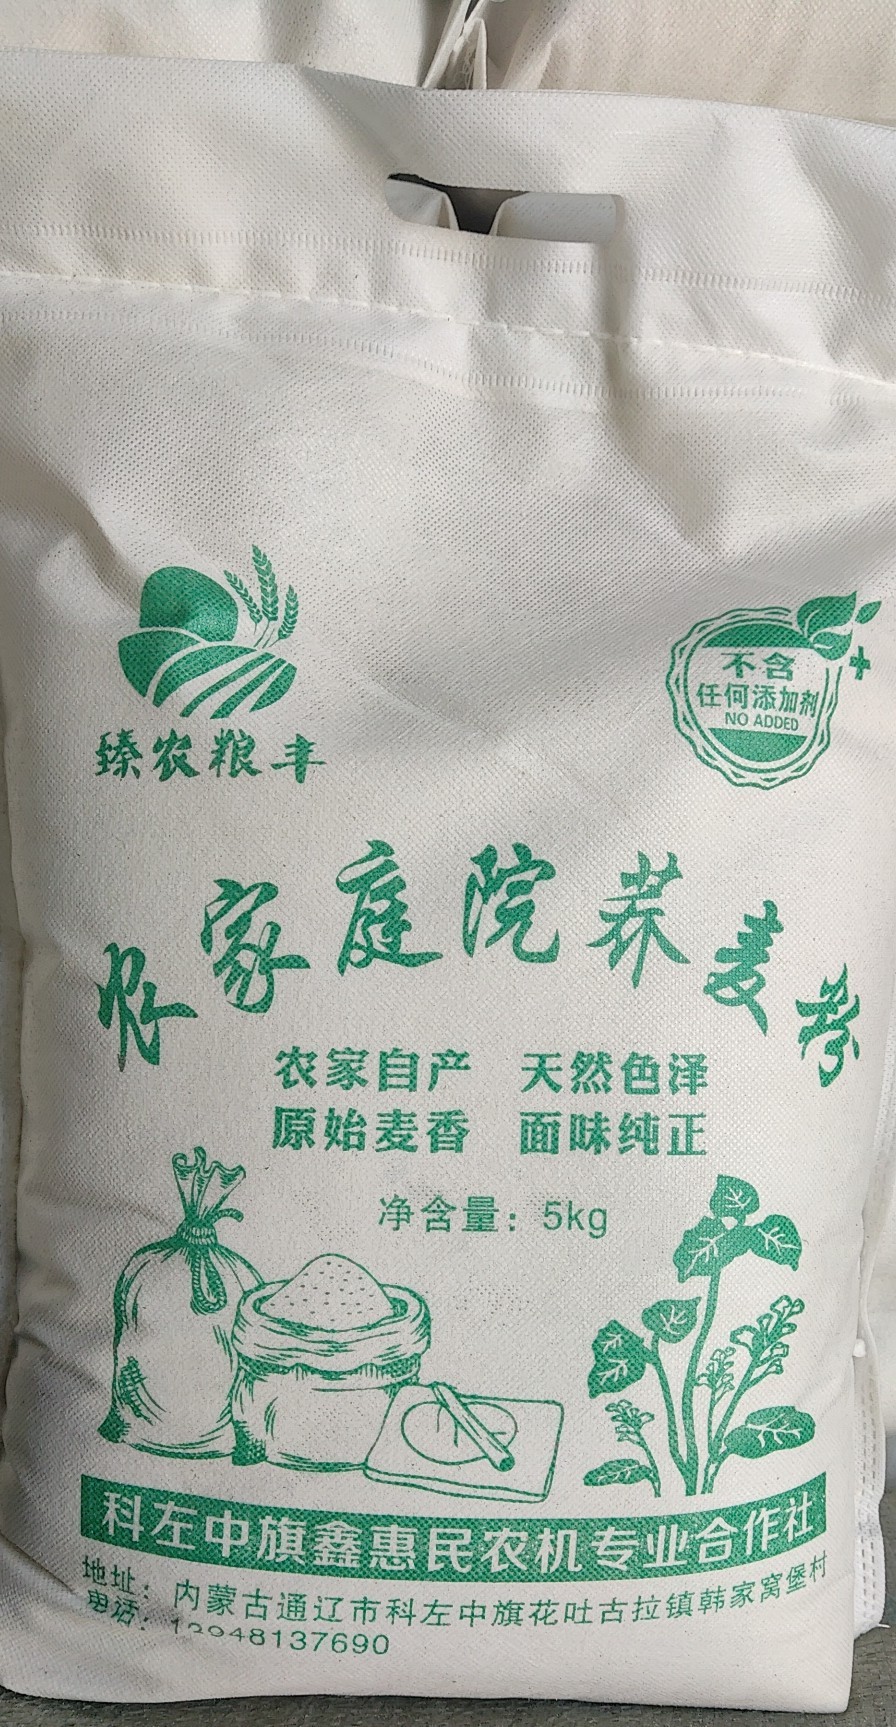 臻农粮丰
不含
任何添加剂
NO ADDED
农家庭院荞麦粉
农家自产 天然色泽
原始麦香 面味纯正
净含量：5kg
科左中旗鑫惠民农机专业合作社
地址：内蒙古通辽市科左中旗花吐古拉镇韩家窝堡村
电话：13948137690